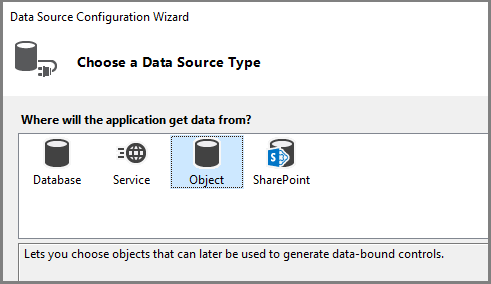 Data Source Configuration Wizard
Choose a Data Source Type
Where will the application get data from?
Database Service Object SharePoint
Lets you choose objects that can later be used to generate data-bound controls.